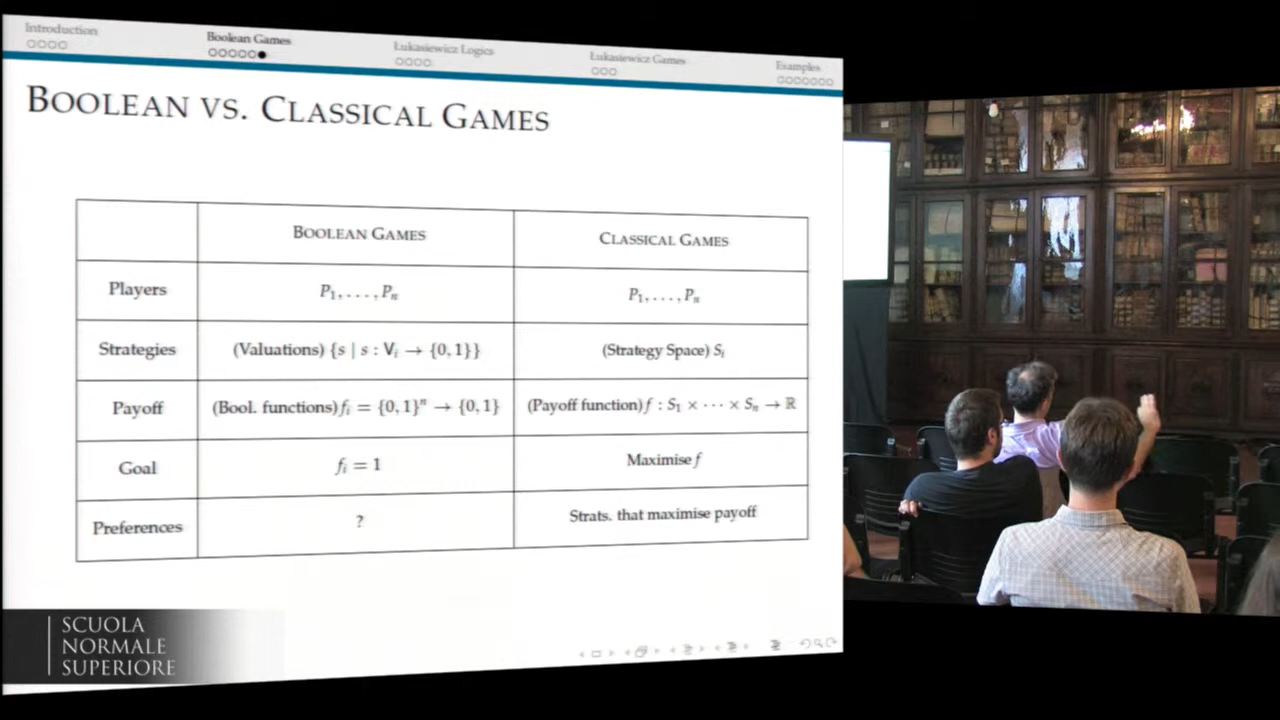 Introduction
Boolean Games
Łukasiewicz Logics
Łukasiewicz Games
Examples
BOOLEAN VS. CLASSICAL GAMES
BOOLEAN GAMES
CLASSICAL GAMES
Players
P₁, . . . , Pₙ
P₁, . . . , Pₙ
Strategies
(Valuations) {s | s : Vᵢ → {0, 1}}
(Strategy Space) Sᵢ
Payoff
(Bool. functions) fᵢ = {0, 1}ⁿ → {0, 1}
(Payoff function) f : S₁ × ··· × Sₙ → ℝ
Goal
fᵢ = 1
Maximise f
Preferences
?
Strats. that maximise payoff
SCUOLA
NORMALE
SUPERIORE